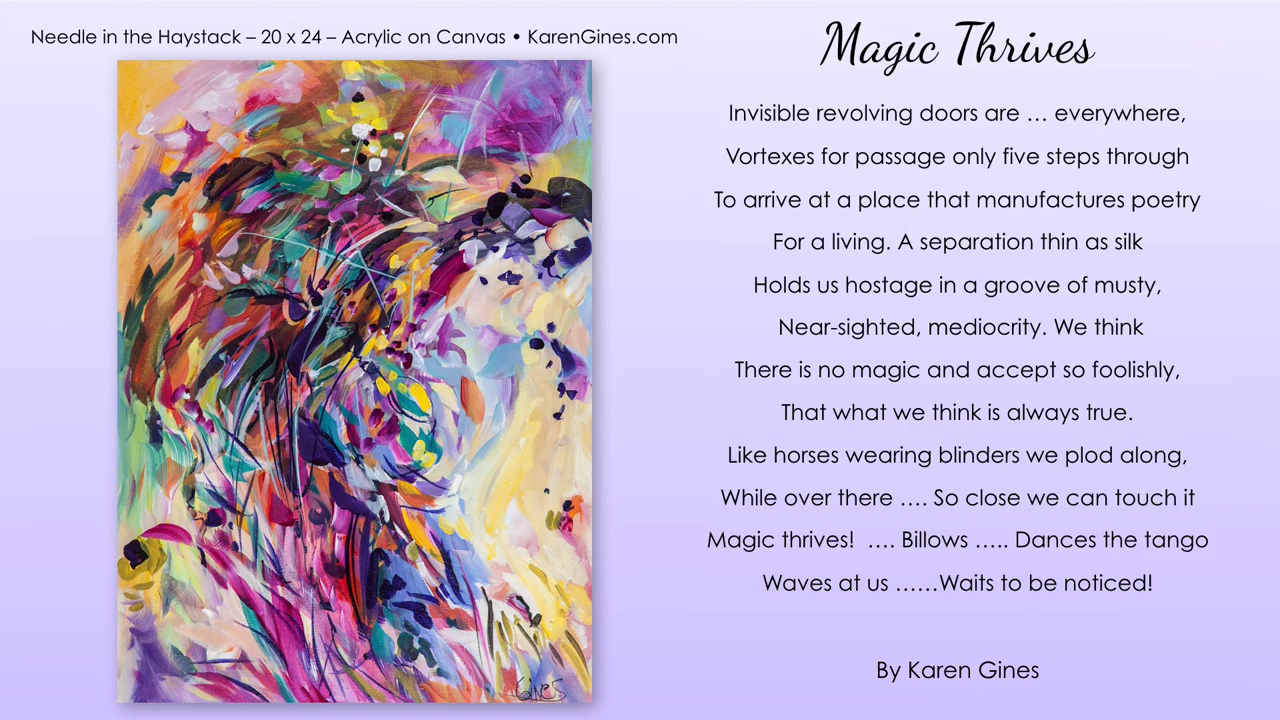 Needle in the Haystack – 20 x 24 – Acrylic on Canvas • KarenGines.com
Magic Thrives
Invisible revolving doors are … everywhere,
Vortexes for passage only five steps through
To arrive at a place that manufactures poetry
For a living. A separation thin as silk
Holds us hostage in a groove of musty,
Near-sighted, mediocrity. We think
There is no magic and accept so foolishly,
That what we think is always true.
Like horses wearing blinders we plod along,
While over there …. So close we can touch it
Magic thrives!  …. Billows ….. Dances the tango
Waves at us ……Waits to be noticed!
By Karen Gines
Gines